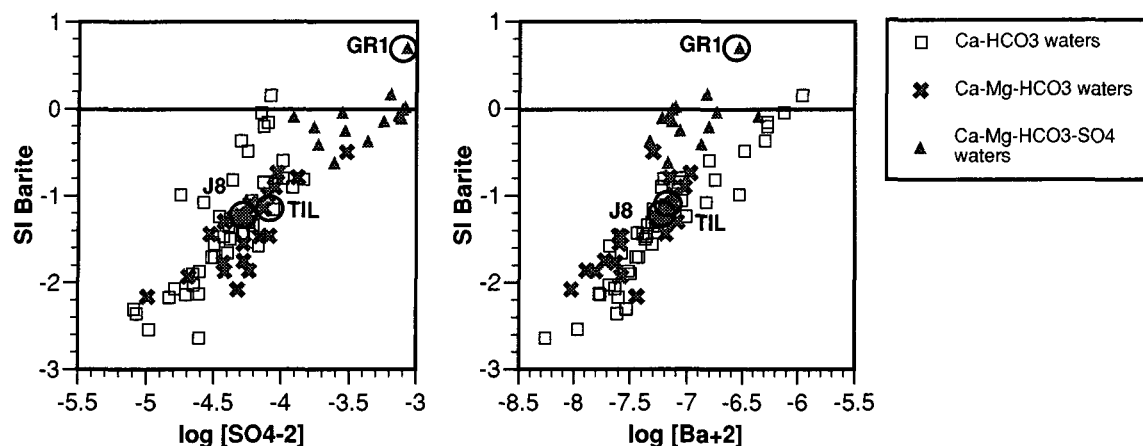 1
0
-1
-2
-3
SI Barite
GR1
J8
TIL
-5.5 -5 -4.5 -4 -3.5 -3
log [SO4-2]
1
0
-1
-2
-3
SI Barite
GR1
J8
TIL
-8.5 -8 -7.5 -7 -6.5 -6 -5.5
log [Ba+2]
Ca-HCO3 waters
Ca-Mg-HCO3 waters
Ca-Mg-HCO3-SO4
waters